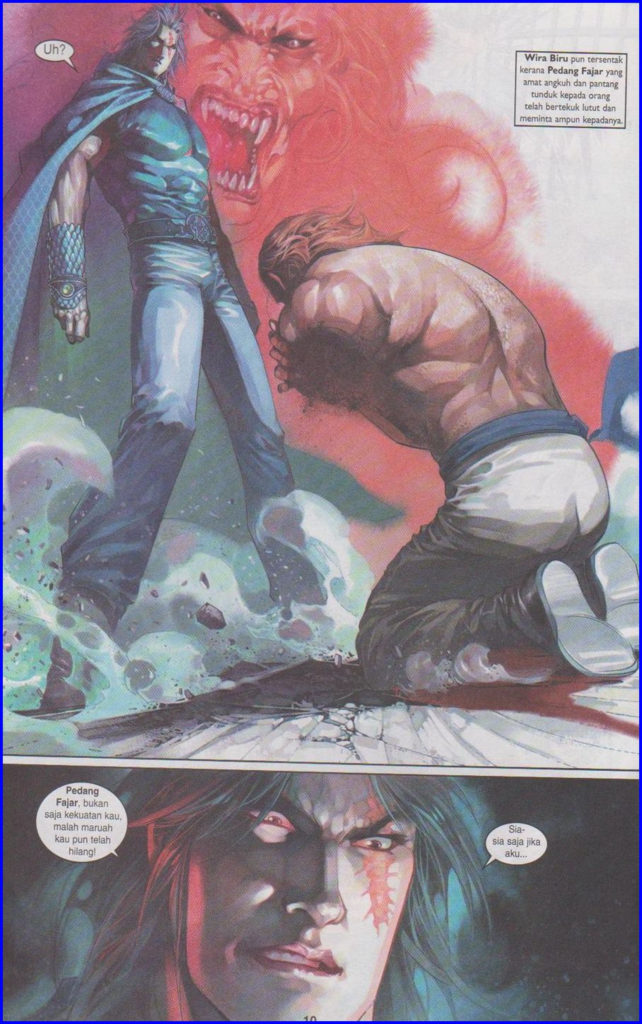 Uh?
Wira Biru pun tersentak
kerana Pedang Fajar yang
amat angkuh dan pantang
tunduk kepada orang
telah bertekuk lutut dan
meminta ampun kepadanya.
Pedang
Fajar, bukan
saja kekuatan kau,
malah maruah
kau pun telah
hilang!
Sia-
sia saja jika
aku...
10